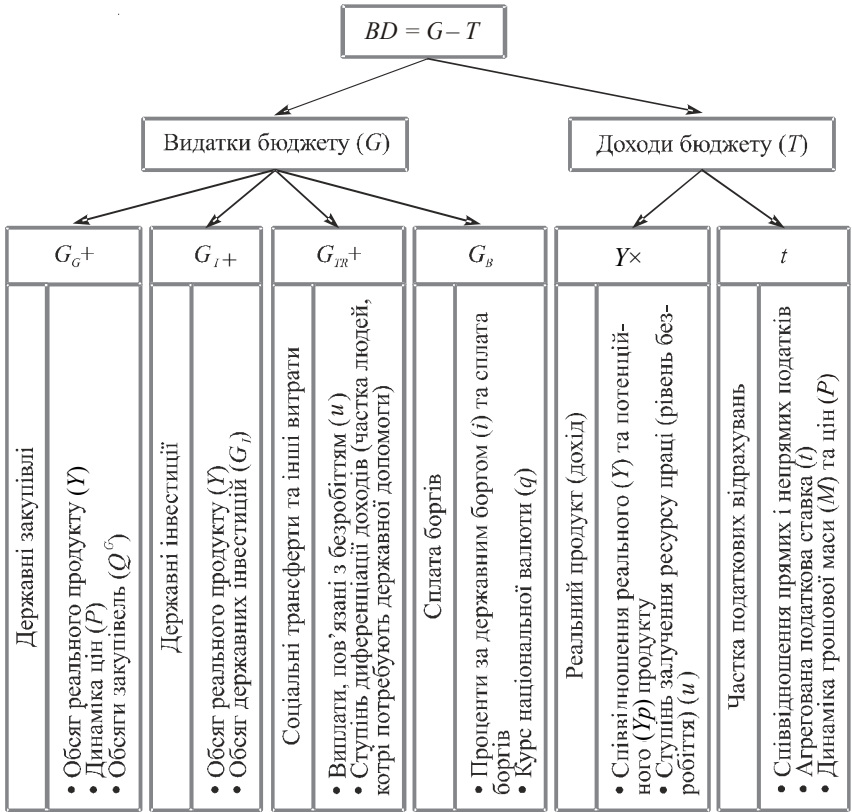 BD = G – T
Видатки бюджету (G)
Доходи бюджету (T)
G_G+
G_I+
G_TR+
G_B
Y×
t
Державні закупівлі
• Обсяг реального продукту (Y)
• Динаміка цін (P)
• Обсяги закупівель (Q^G)
Державні інвестиції
• Обсяг реального продукту (Y)
• Обсяг державних інвестицій (G_I)
Соціальні трансферти та інші витрати
• Виплати, пов’язані з безробіттям (u)
• Ступінь диференціації доходів (частка людей,
котрі потребують державної допомоги)
Сплата боргів
• Проценти за державним боргом (i) та сплата
боргів
• Курс національної валюти (q)
Реальний продукт (дохід)
• Співвідношення реального (Y) та потенцій-
ного (Yp) продукту
• Ступінь залучення ресурсу праці (рівень без-
робіття) (u)
Частка податкових відрахувань
• Співвідношення прямих і непрямих податків
• Агрегована податкова ставка (t)
• Динаміка грошової маси (M) та цін (P)